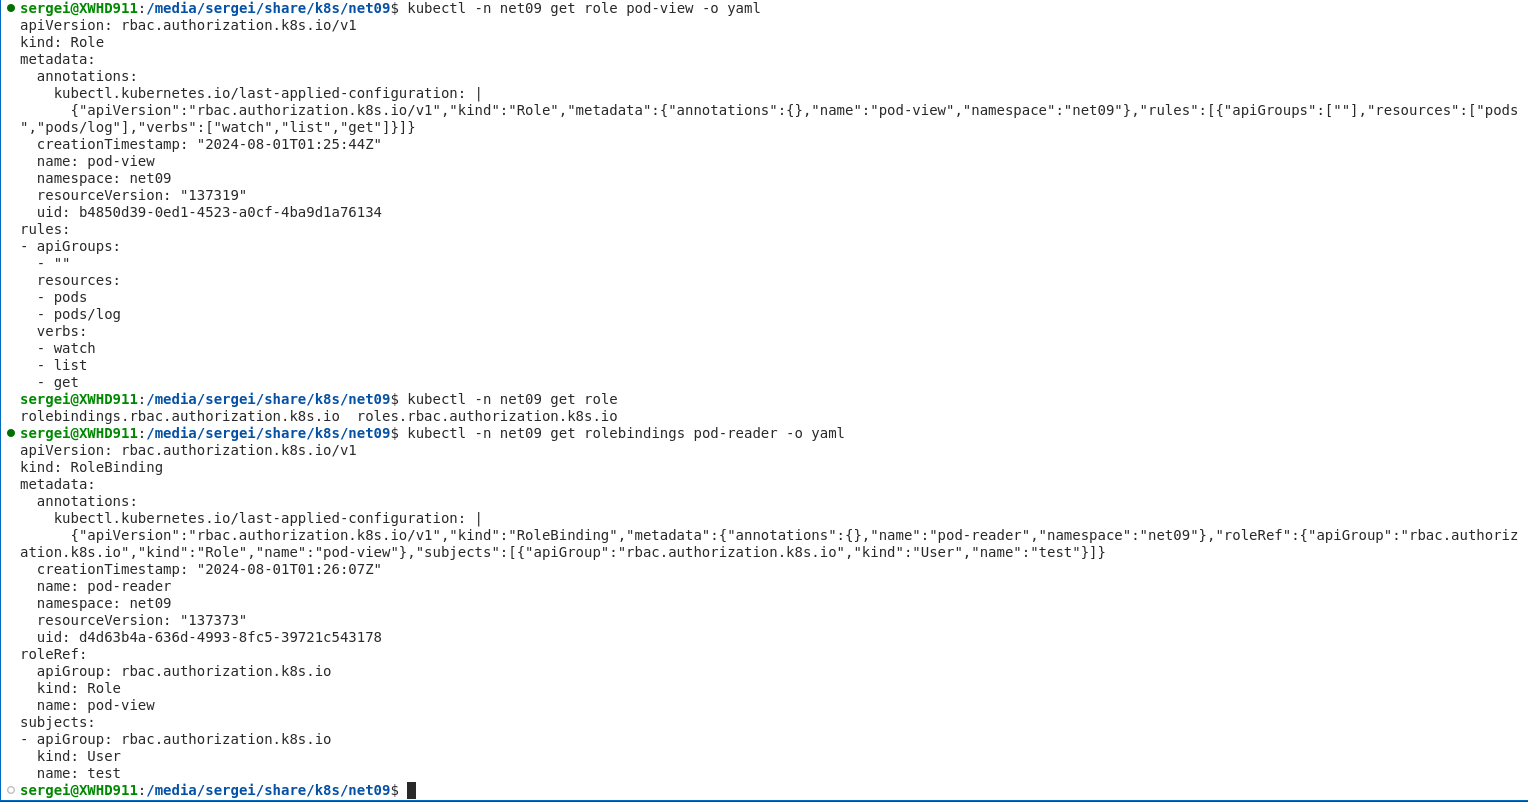 sergei@XWHD911:/media/sergei/share/k8s/net09$ kubectl -n net09 get role pod-view -o yaml
apiVersion: rbac.authorization.k8s.io/v1
kind: Role
metadata:
  annotations:
    kubectl.kubernetes.io/last-applied-configuration: |
      {"apiVersion":"rbac.authorization.k8s.io/v1","kind":"Role","metadata":{"annotations":{},"name":"pod-view","namespace":"net09"},"rules":[{"apiGroups":[""],"resources":["pods
","pods/log"],"verbs":["watch","list","get"]}]}
  creationTimestamp: "2024-08-01T01:25:44Z"
  name: pod-view
  namespace: net09
  resourceVersion: "137319"
  uid: b4850d39-0ed1-4523-a0cf-4ba9d1a76134
rules:
- apiGroups:
  - ""
  resources:
  - pods
  - pods/log
  verbs:
  - watch
  - list
  - get
sergei@XWHD911:/media/sergei/share/k8s/net09$ kubectl -n net09 get role
rolebindings.rbac.authorization.k8s.io  roles.rbac.authorization.k8s.io
sergei@XWHD911:/media/sergei/share/k8s/net09$ kubectl -n net09 get rolebindings pod-reader -o yaml
apiVersion: rbac.authorization.k8s.io/v1
kind: RoleBinding
metadata:
  annotations:
    kubectl.kubernetes.io/last-applied-configuration: |
      {"apiVersion":"rbac.authorization.k8s.io/v1","kind":"RoleBinding","metadata":{"annotations":{},"name":"pod-reader","namespace":"net09"},"roleRef":{"apiGroup":"rbac.authoriz
ation.k8s.io","kind":"Role","name":"pod-view"},"subjects":[{"apiGroup":"rbac.authorization.k8s.io","kind":"User","name":"test"}]}
  creationTimestamp: "2024-08-01T01:26:07Z"
  name: pod-reader
  namespace: net09
  resourceVersion: "137373"
  uid: d4d63b4a-636d-4993-8fc5-39721c543178
roleRef:
  apiGroup: rbac.authorization.k8s.io
  kind: Role
  name: pod-view
subjects:
- apiGroup: rbac.authorization.k8s.io
  kind: User
  name: test
sergei@XWHD911:/media/sergei/share/k8s/net09$